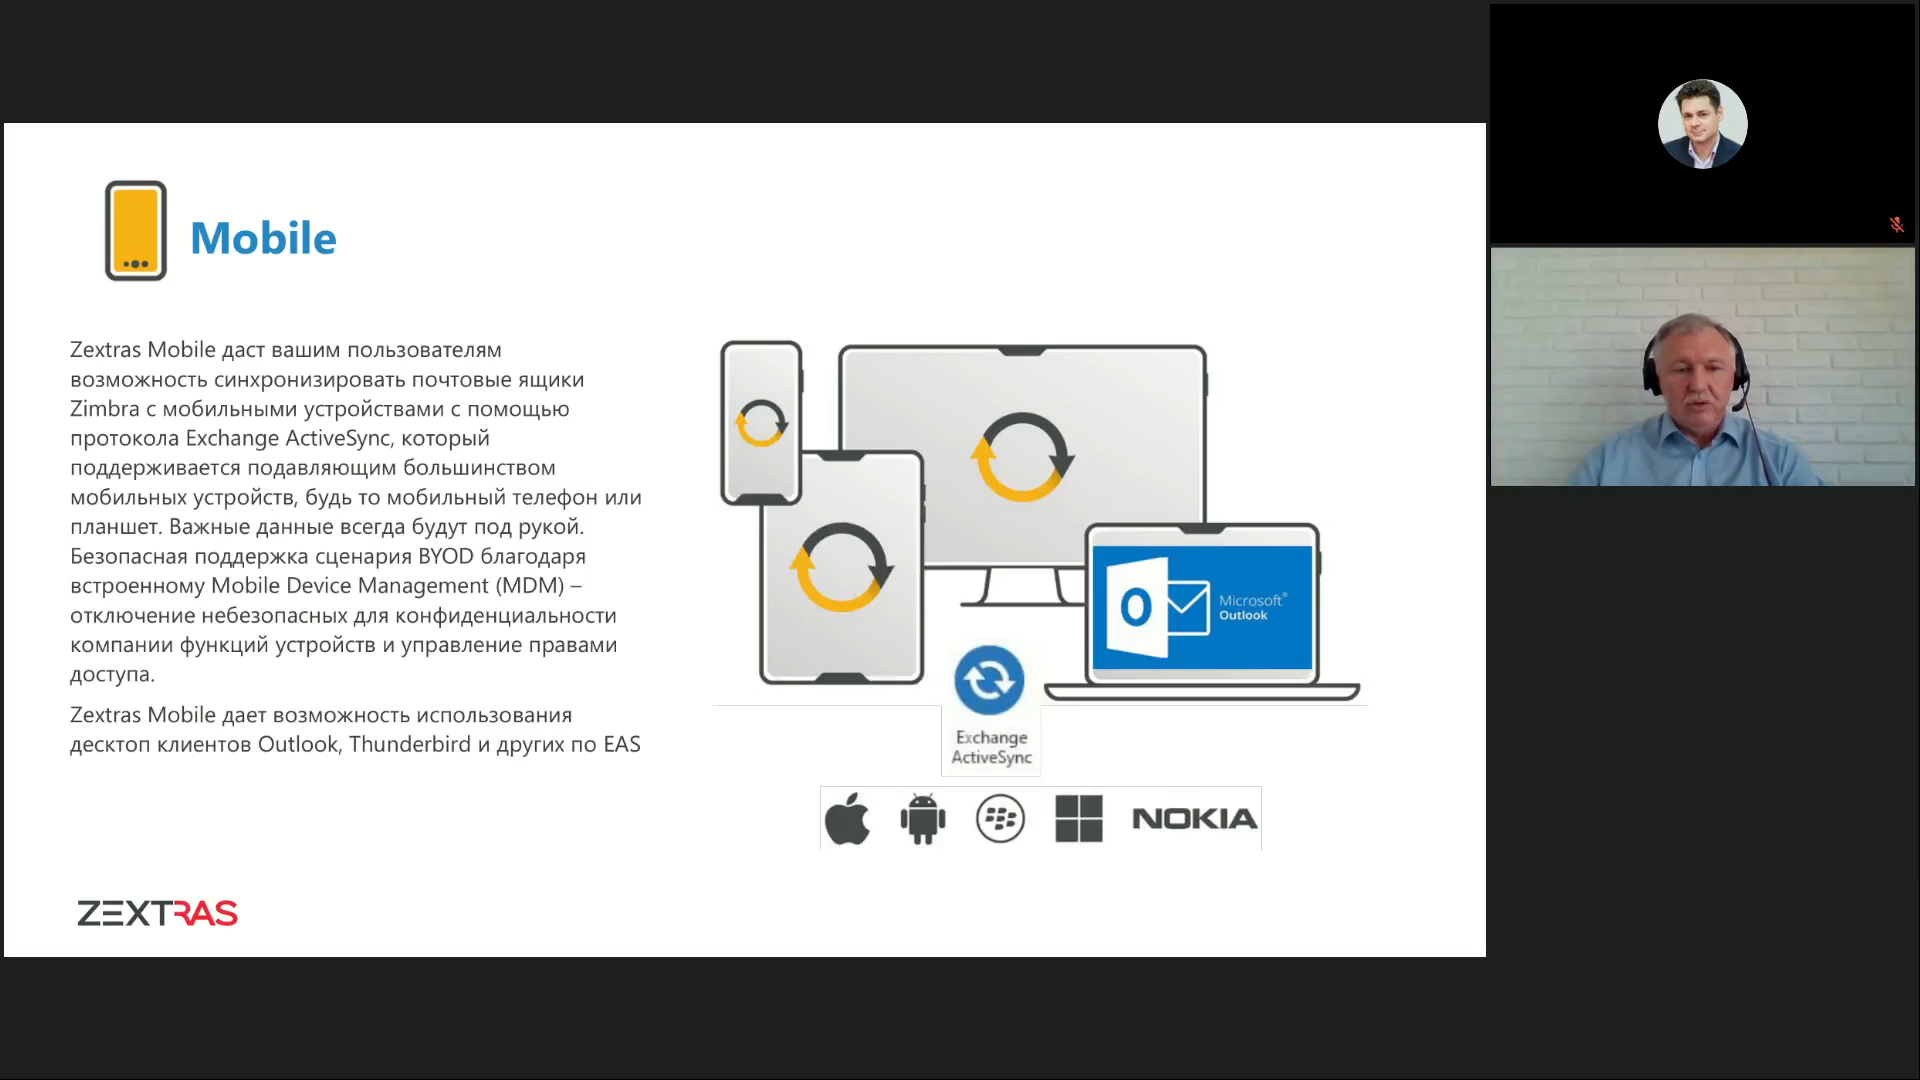 Mobile
Zextras Mobile даст вашим пользователям
возможность синхронизировать почтовые ящики
Zimbra с мобильными устройствами с помощью
протокола Exchange ActiveSync, который
поддерживается подавляющим большинством
мобильных устройств, будь то мобильный телефон или
планшет. Важные данные всегда будут под рукой.
Безопасная поддержка сценария BYOD благодаря
встроенному Mobile Device Management (MDM) –
отключение небезопасных для конфиденциальности
компании функций устройств и управление правами
доступа.
Zextras Mobile дает возможность использования
десктоп клиентов Outlook, Thunderbird и других по EAS
Microsoft®
Outlook
Exchange
ActiveSync
NOKIA
ZEXTRAS